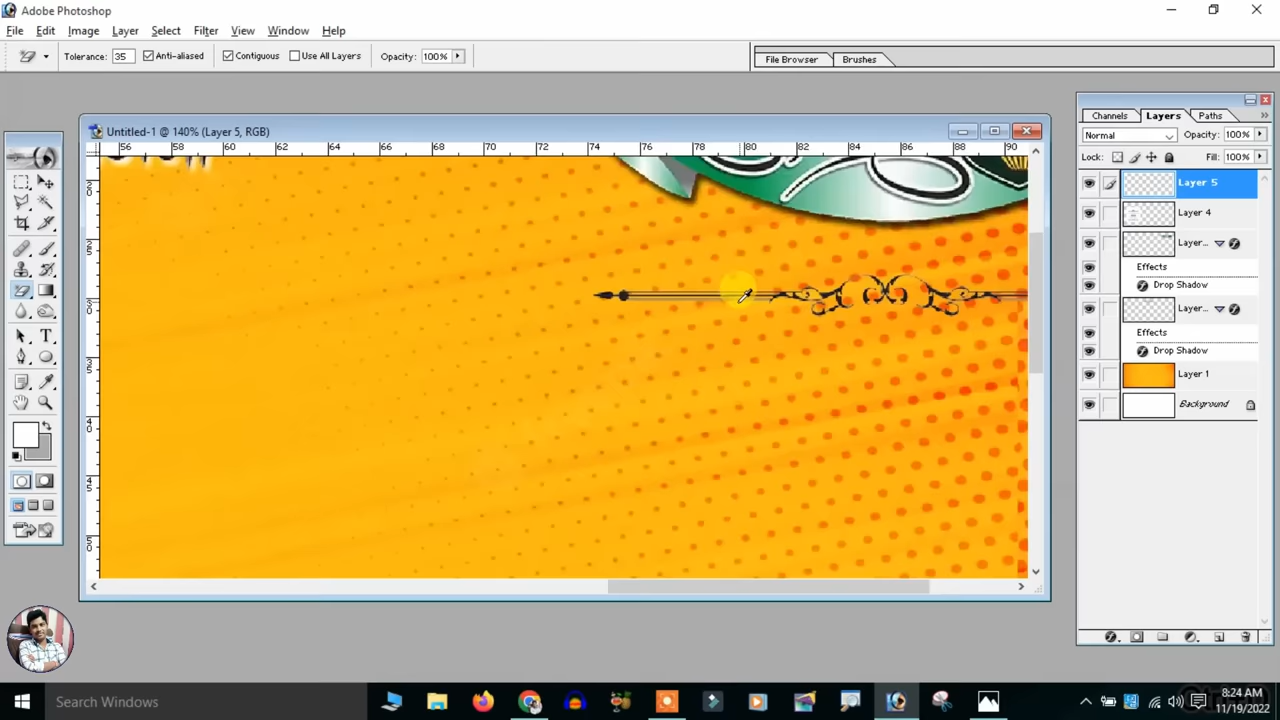 Adobe Photoshop
File Edit Image Layer Select Filter View Window Help
Tolerance: 35 Anti-aliased Contiguous Use All Layers Opacity: 100% File Browser Brushes
Untitled-1 @ 140% (Layer 5, RGB)
56 58 60 62 64 66 68 70 72 74 76 78 80 82 84 86 88 90
Channels Layers Paths
Normal Opacity: 100%
Lock: Fill: 100%
Layer 5
Layer 4
Layer...
Effects
Drop Shadow
Layer...
Effects
Drop Shadow
Layer 1
Background
Search Windows
8:24 AM
11/19/2022